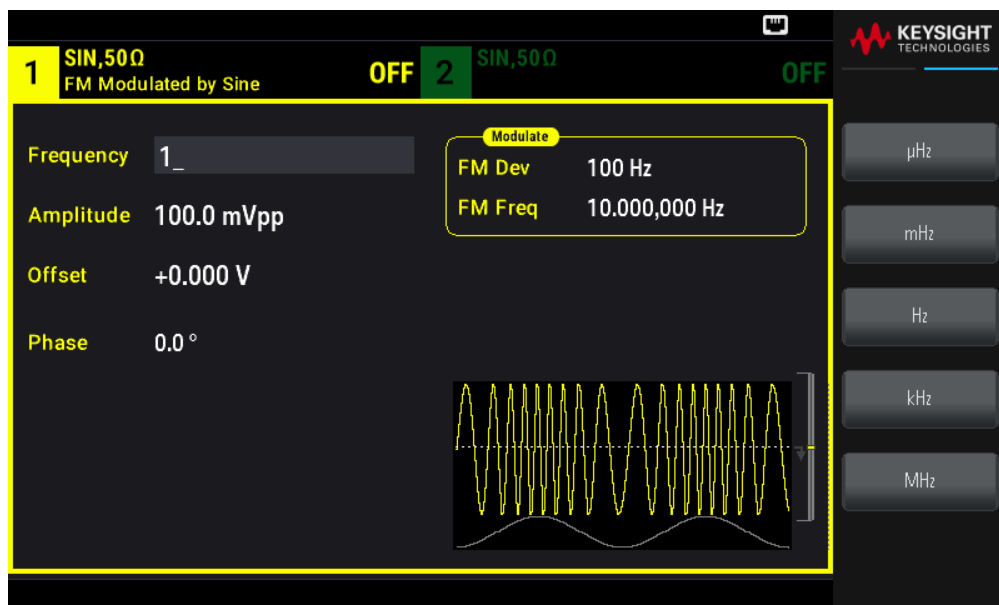 KEYSIGHT
TECHNOLOGIES
1 SIN,50Ω OFF
FM Modulated by Sine
2 SIN,50Ω OFF
Frequency 1_
Amplitude 100.0 mVpp
Offset +0.000 V
Phase 0.0 °
Modulate
FM Dev 100 Hz
FM Freq 10.000,000 Hz
µHz
mHz
Hz
kHz
MHz